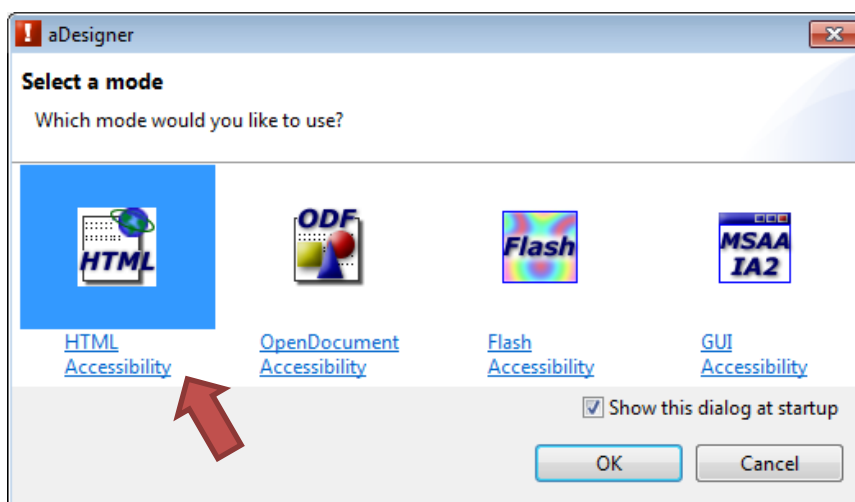 aDesigner
Select a mode
Which mode would you like to use?
HTML
ODF
Flash
MSAA
IA2
HTML
Accessibility
OpenDocument
Accessibility
Flash
Accessibility
GUI
Accessibility
Show this dialog at startup
OK
Cancel